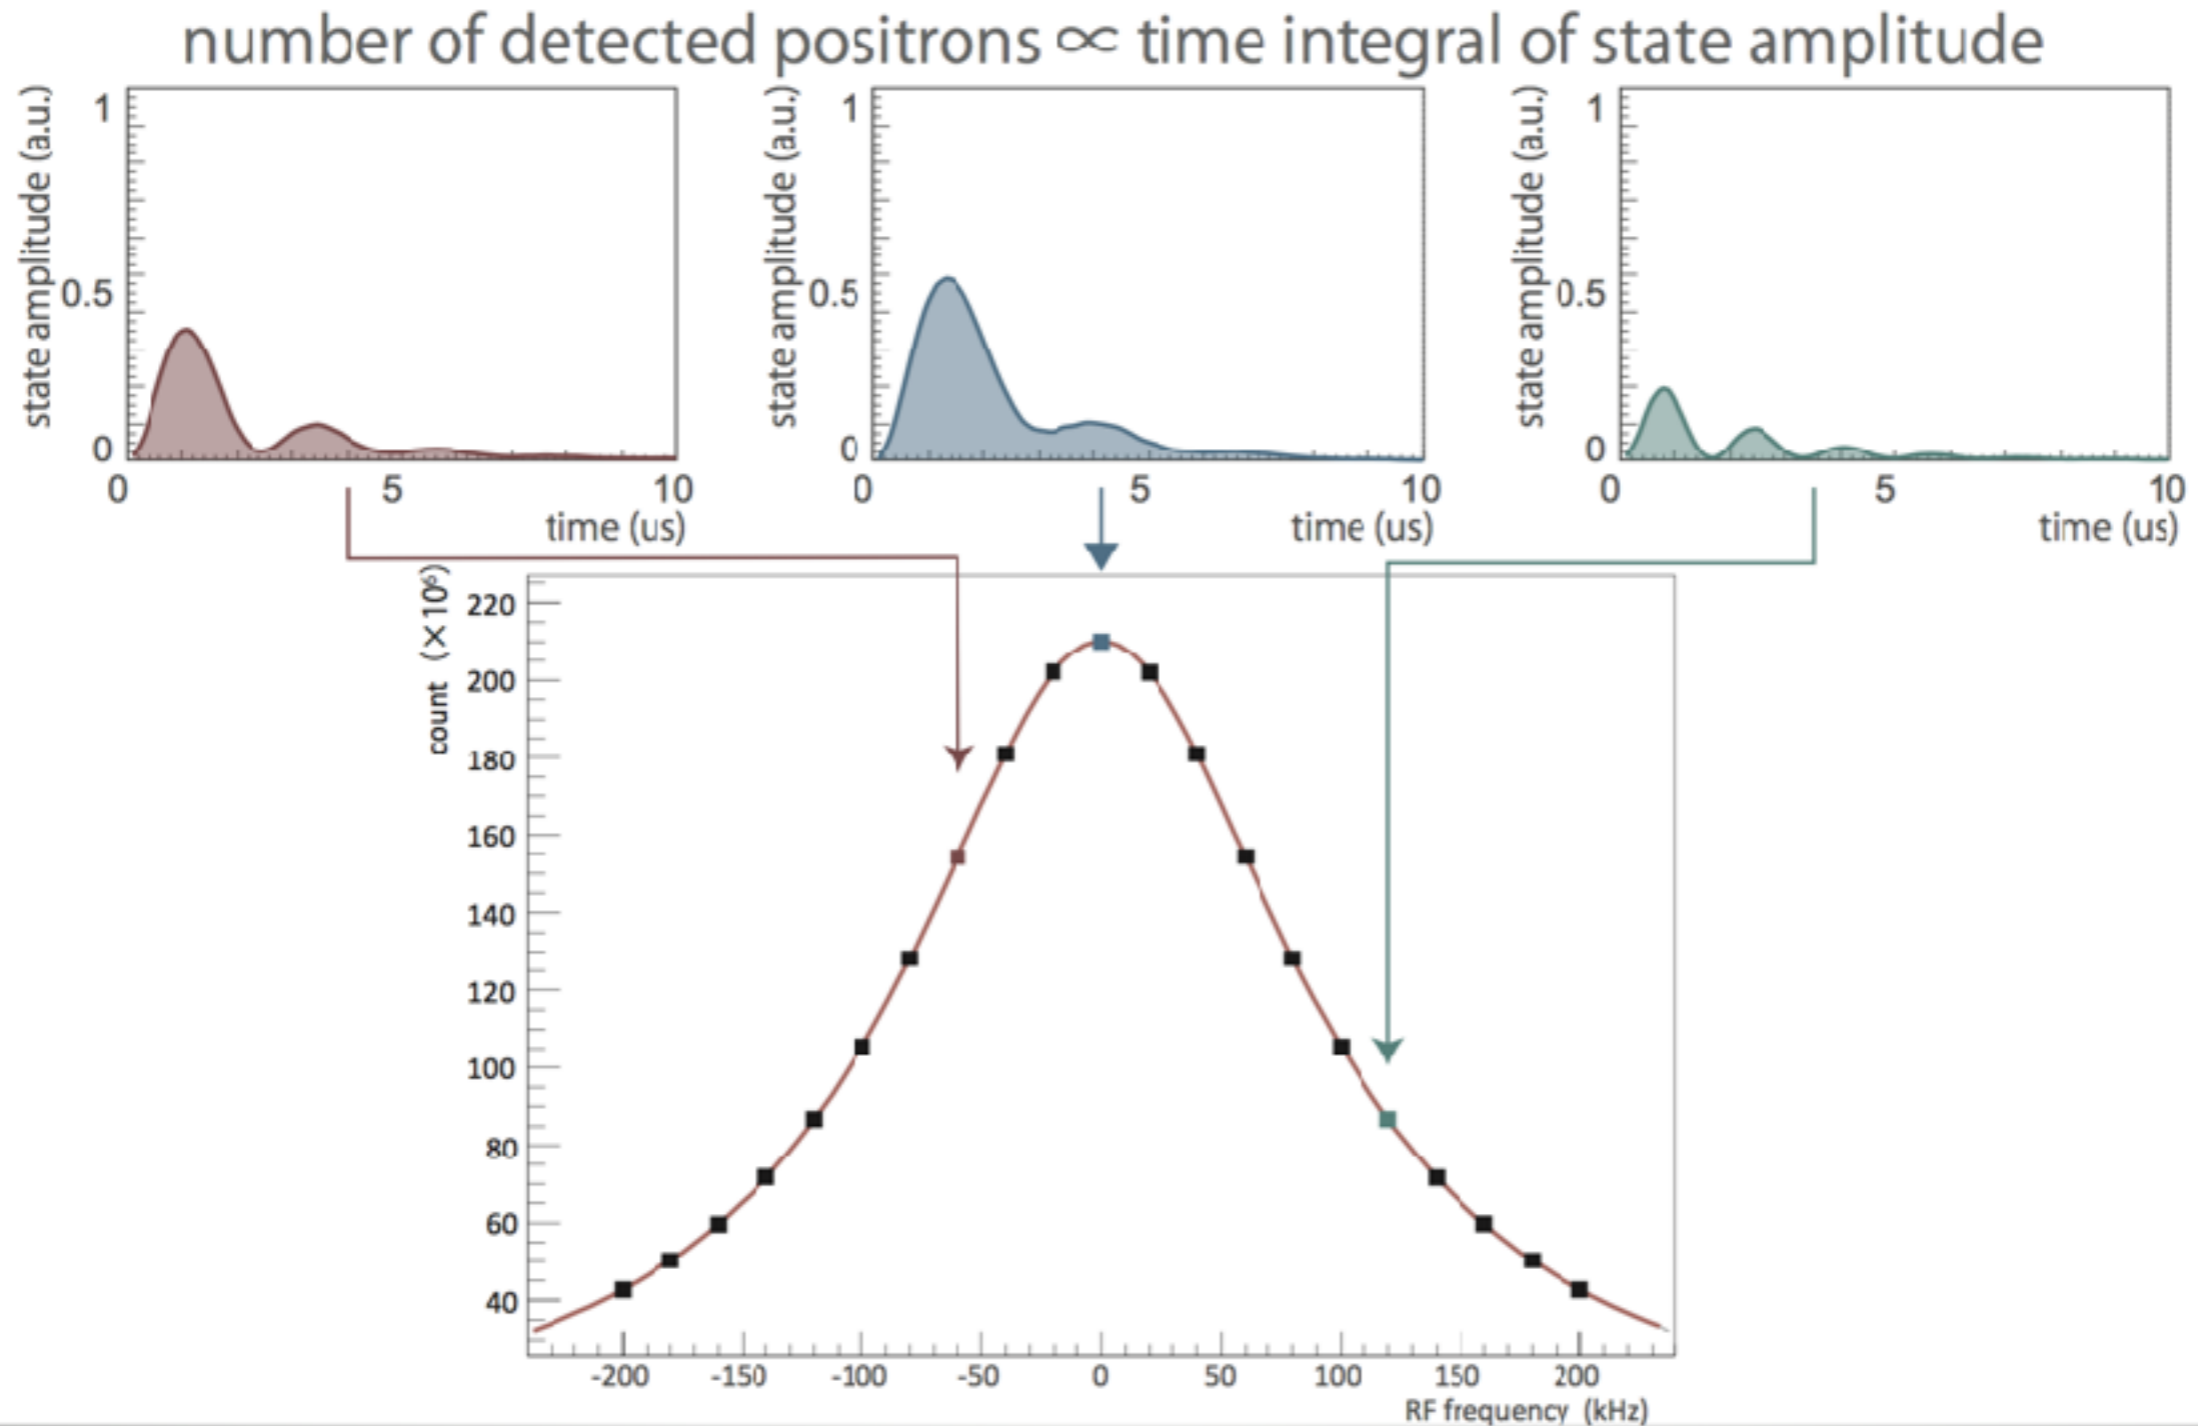 number of detected positrons ∝ time integral of state amplitude
state amplitude (a.u.)
1
0.5
0
0 5 10
time (us)
state amplitude (a.u.)
1
0.5
0
0 5 10
time (us)
state amplitude (a.u.)
1
0.5
0
0 5 10
time (us)
count (×10⁶)
220
200
180
160
140
120
100
80
60
40
-200 -150 -100 -50 0 50 100 150 200
RF frequency (kHz)